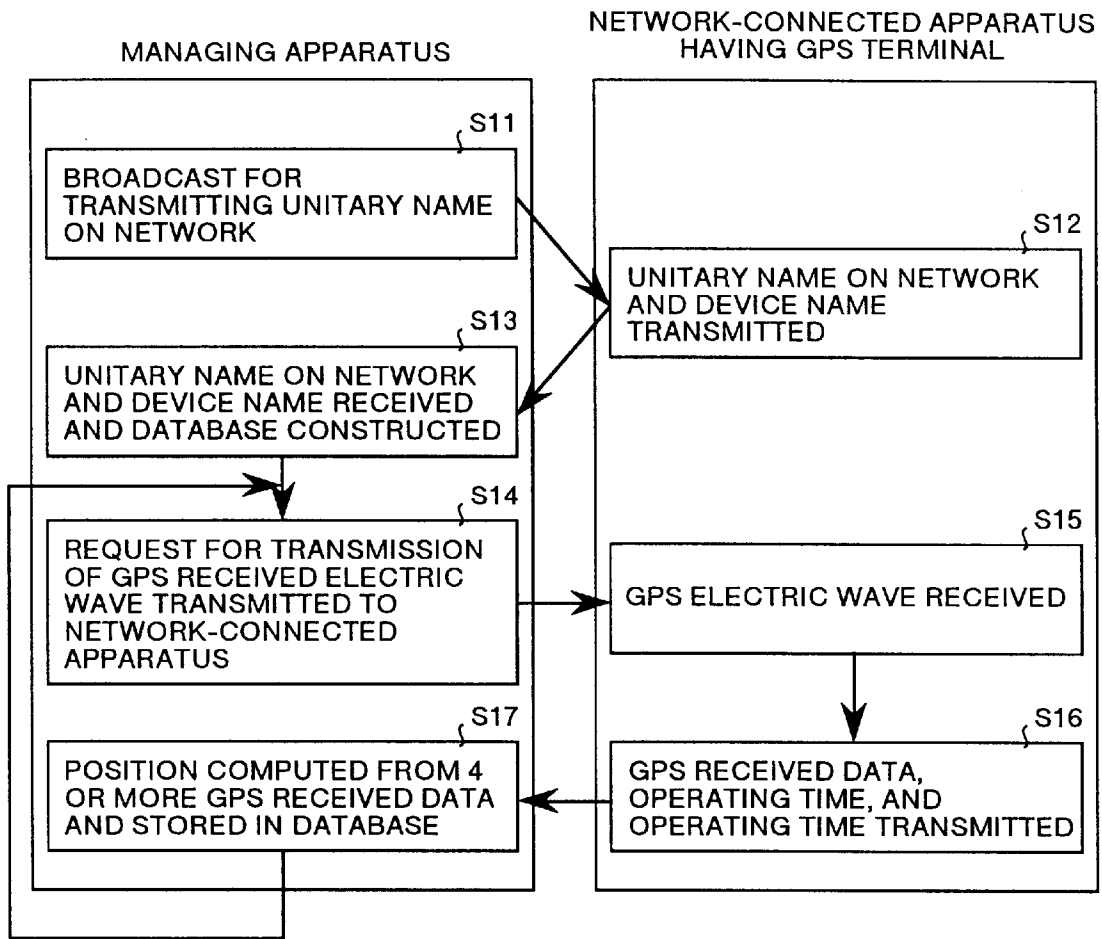 MANAGING APPARATUS
NETWORK-CONNECTED APPARATUS
HAVING GPS TERMINAL
S11
BROADCAST FOR
TRANSMITTING UNITARY NAME
ON NETWORK
S12
UNITARY NAME ON NETWORK
AND DEVICE NAME
TRANSMITTED
S13
UNITARY NAME ON NETWORK
AND DEVICE NAME RECEIVED
AND DATABASE CONSTRUCTED
S14
REQUEST FOR TRANSMISSION
OF GPS RECEIVED ELECTRIC
WAVE TRANSMITTED TO
NETWORK-CONNECTED
APPARATUS
S15
GPS ELECTRIC WAVE RECEIVED
S16
GPS RECEIVED DATA,
OPERATING TIME, AND
OPERATING TIME TRANSMITTED
S17
POSITION COMPUTED FROM 4
OR MORE GPS RECEIVED DATA
AND STORED IN DATABASE